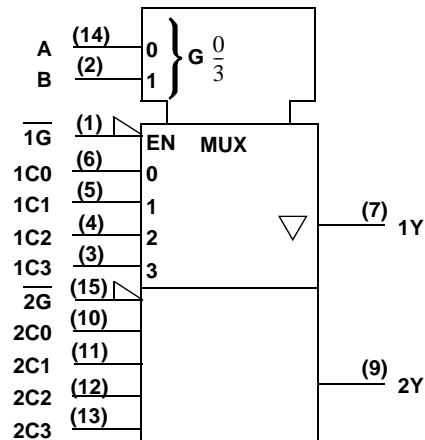 A (14) 0 G 0/3
B (2) 1
1G (1) EN MUX
1C0 (6) 0
1C1 (5) 1
1C2 (4) 2 (7) 1Y
1C3 (3) 3
2G (15)
2C0 (10)
2C1 (11)
2C2 (12) (9) 2Y
2C3 (13)